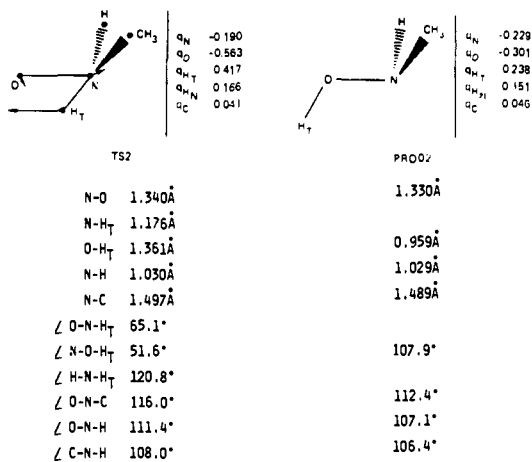 H
CH3
O
N
HT
qN -0.190
qO -0.563
qHT 0.417
qHN 0.166
qC 0.041
TS2
H
CH3
O
N
HT
qN -0.229
qO -0.301
qHT 0.238
0.151
qC 0.046
PROD2
N-O 1.340Å 1.330Å
N-HT 1.176Å
O-HT 1.361Å 0.959Å
N-H 1.030Å 1.029Å
N-C 1.497Å 1.489Å
∠ O-N-HT 65.1°
∠ N-O-HT 51.6° 107.9°
∠ H-N-HT 120.8°
∠ O-N-C 116.0° 112.4°
∠ O-N-H 111.4° 107.1°
∠ C-N-H 108.0° 106.4°